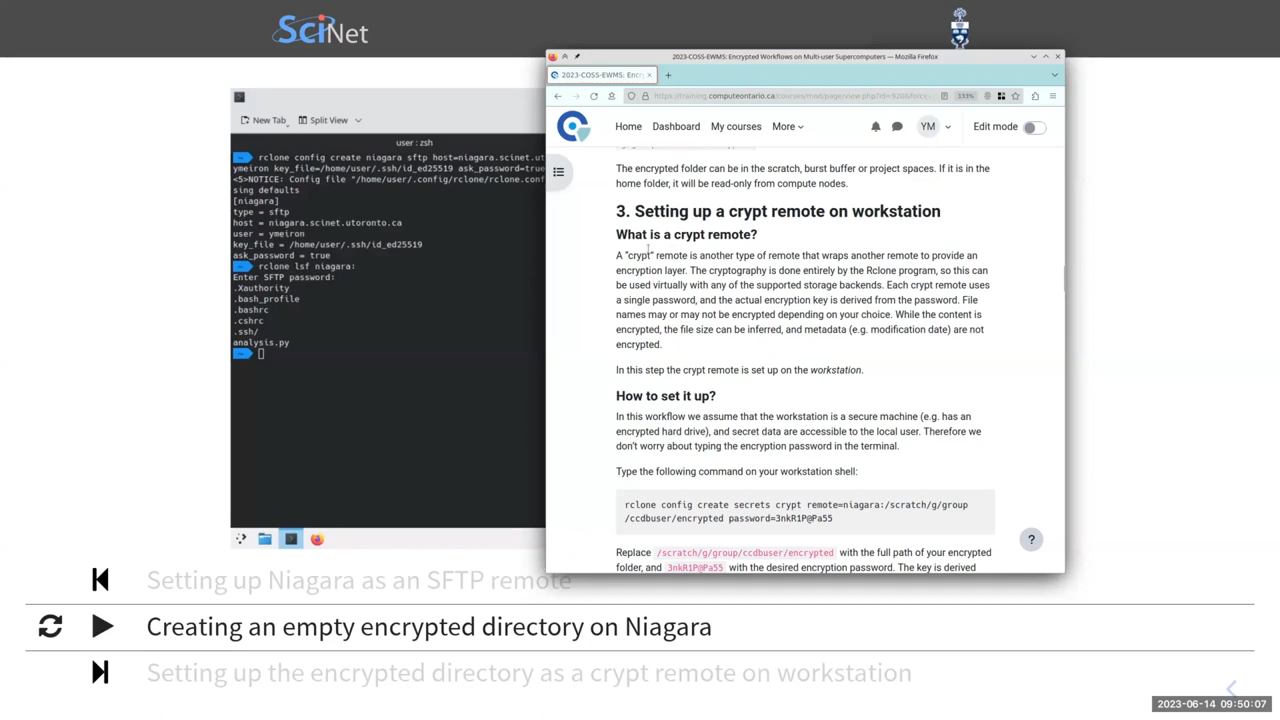 SciNet
2023-COSS-EWMS: Encrypted Workflows on Multi-user Supercomputers — Mozilla Firefox
2023-COSS-EWMS: Encr
133%
New Tab
Split View
user : zsh
rclone config create niagara sftp host=niagara.scinet.ut
ymeiron key_file=/home/user/.ssh/id_ed25519 ask_password=true
<5>NOTICE: Config file "/home/user/.config/rclone/rclone.conf
sing defaults
[niagara]
type = sftp
host = niagara.scinet.utoronto.ca
user = ymeiron
key_file = /home/user/.ssh/id_ed25519
ask_password = true
rclone lsf niagara:
Enter SFTP password:
.Xauthority
.bash_profile
.bashrc
.cshrc
.ssh/
analysis.py
Home
Dashboard
My courses
More
YM
Edit mode
The encrypted folder can be in the scratch, burst buffer or project spaces. If it is in the
home folder, it will be read-only from compute nodes.
3. Setting up a crypt remote on workstation
What is a crypt remote?
A "crypt" remote is another type of remote that wraps another remote to provide an
encryption layer. The cryptography is done entirely by the Rclone program, so this can
be used virtually with any of the supported storage backends. Each crypt remote uses
a single password, and the actual encryption key is derived from the password. File
names may or may not be encrypted depending on your choice. While the content is
encrypted, the file size can be inferred, and metadata (e.g. modification date) are not
encrypted.
In this step the crypt remote is set up on the workstation.
How to set it up?
In this workflow we assume that the workstation is a secure machine (e.g. has an
encrypted hard drive), and secret data are accessible to the local user. Therefore we
don't worry about typing the encryption password in the terminal.
Type the following command on your workstation shell:
rclone config create secrets crypt remote=niagara:/scratch/g/group
/ccdbuser/encrypted password=3nkR1P@Pa55
Replace /scratch/g/group/ccdbuser/encrypted with the full path of your encrypted
folder, and 3nkR1P@Pa55 with the desired encryption password. The key is derived
?
Setting up Niagara as an SFTP remote
Creating an empty encrypted directory on Niagara
Setting up the encrypted directory as a crypt remote on workstation
2023-06-14 09:50:07